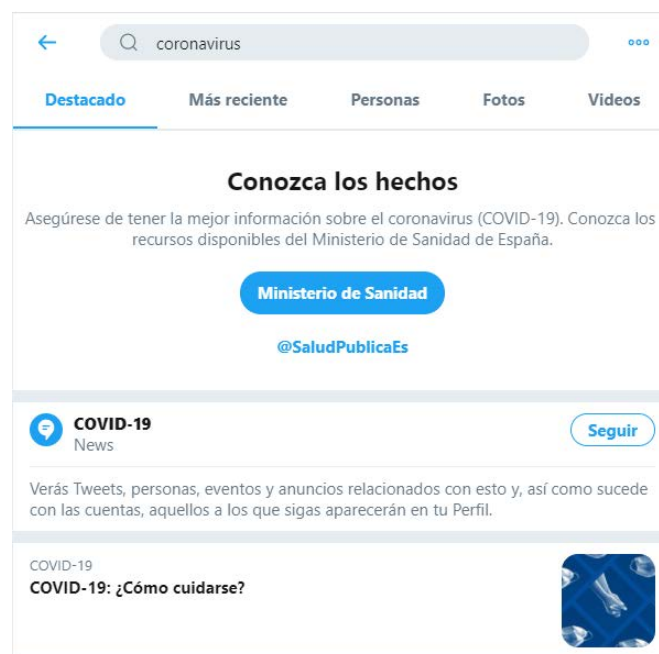 coronavirus
Destacado Más reciente Personas Fotos Videos
Conozca los hechos
Asegúrese de tener la mejor información sobre el coronavirus (COVID-19). Conozca los
recursos disponibles del Ministerio de Sanidad de España.
Ministerio de Sanidad
@SaludPublicaEs
COVID-19
News
Seguir
Verás Tweets, personas, eventos y anuncios relacionados con esto y, así como sucede
con las cuentas, aquellos a los que sigas aparecerán en tu Perfil.
COVID-19
COVID-19: ¿Cómo cuidarse?